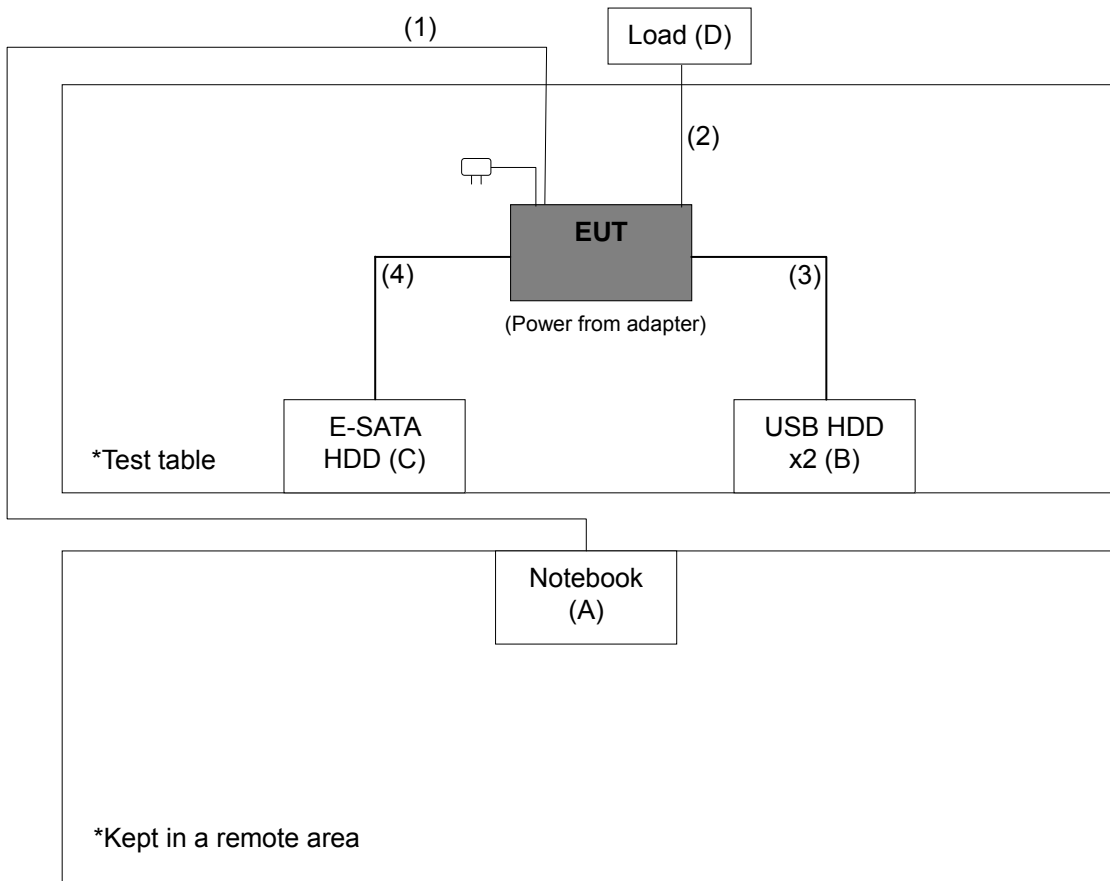 (1)
Load (D)
(2)
EUT
(4)
(3)
(Power from adapter)
E-SATA
HDD (C)
USB HDD
x2 (B)
*Test table
Notebook
(A)
*Kept in a remote area